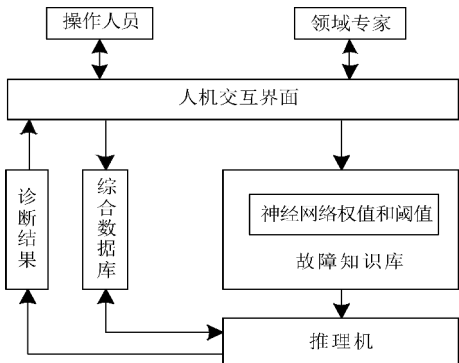 操作人员
领域专家
人机交互界面
诊断结果
综合数据库
神经网络权值和阈值
故障知识库
推理机